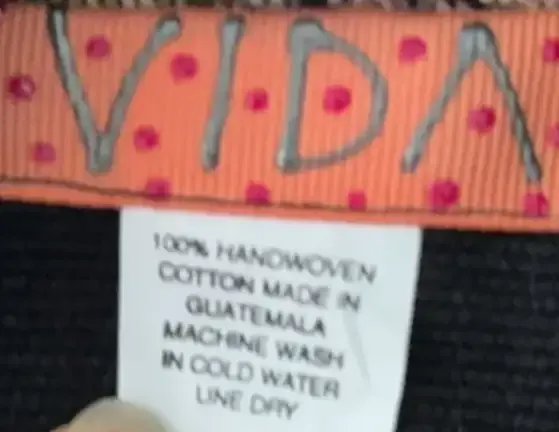 VIDA
100% HANDWOVEN
COTTON MADE IN
GUATEMALA
MACHINE WASH
IN COLD WATER
LINE DRY